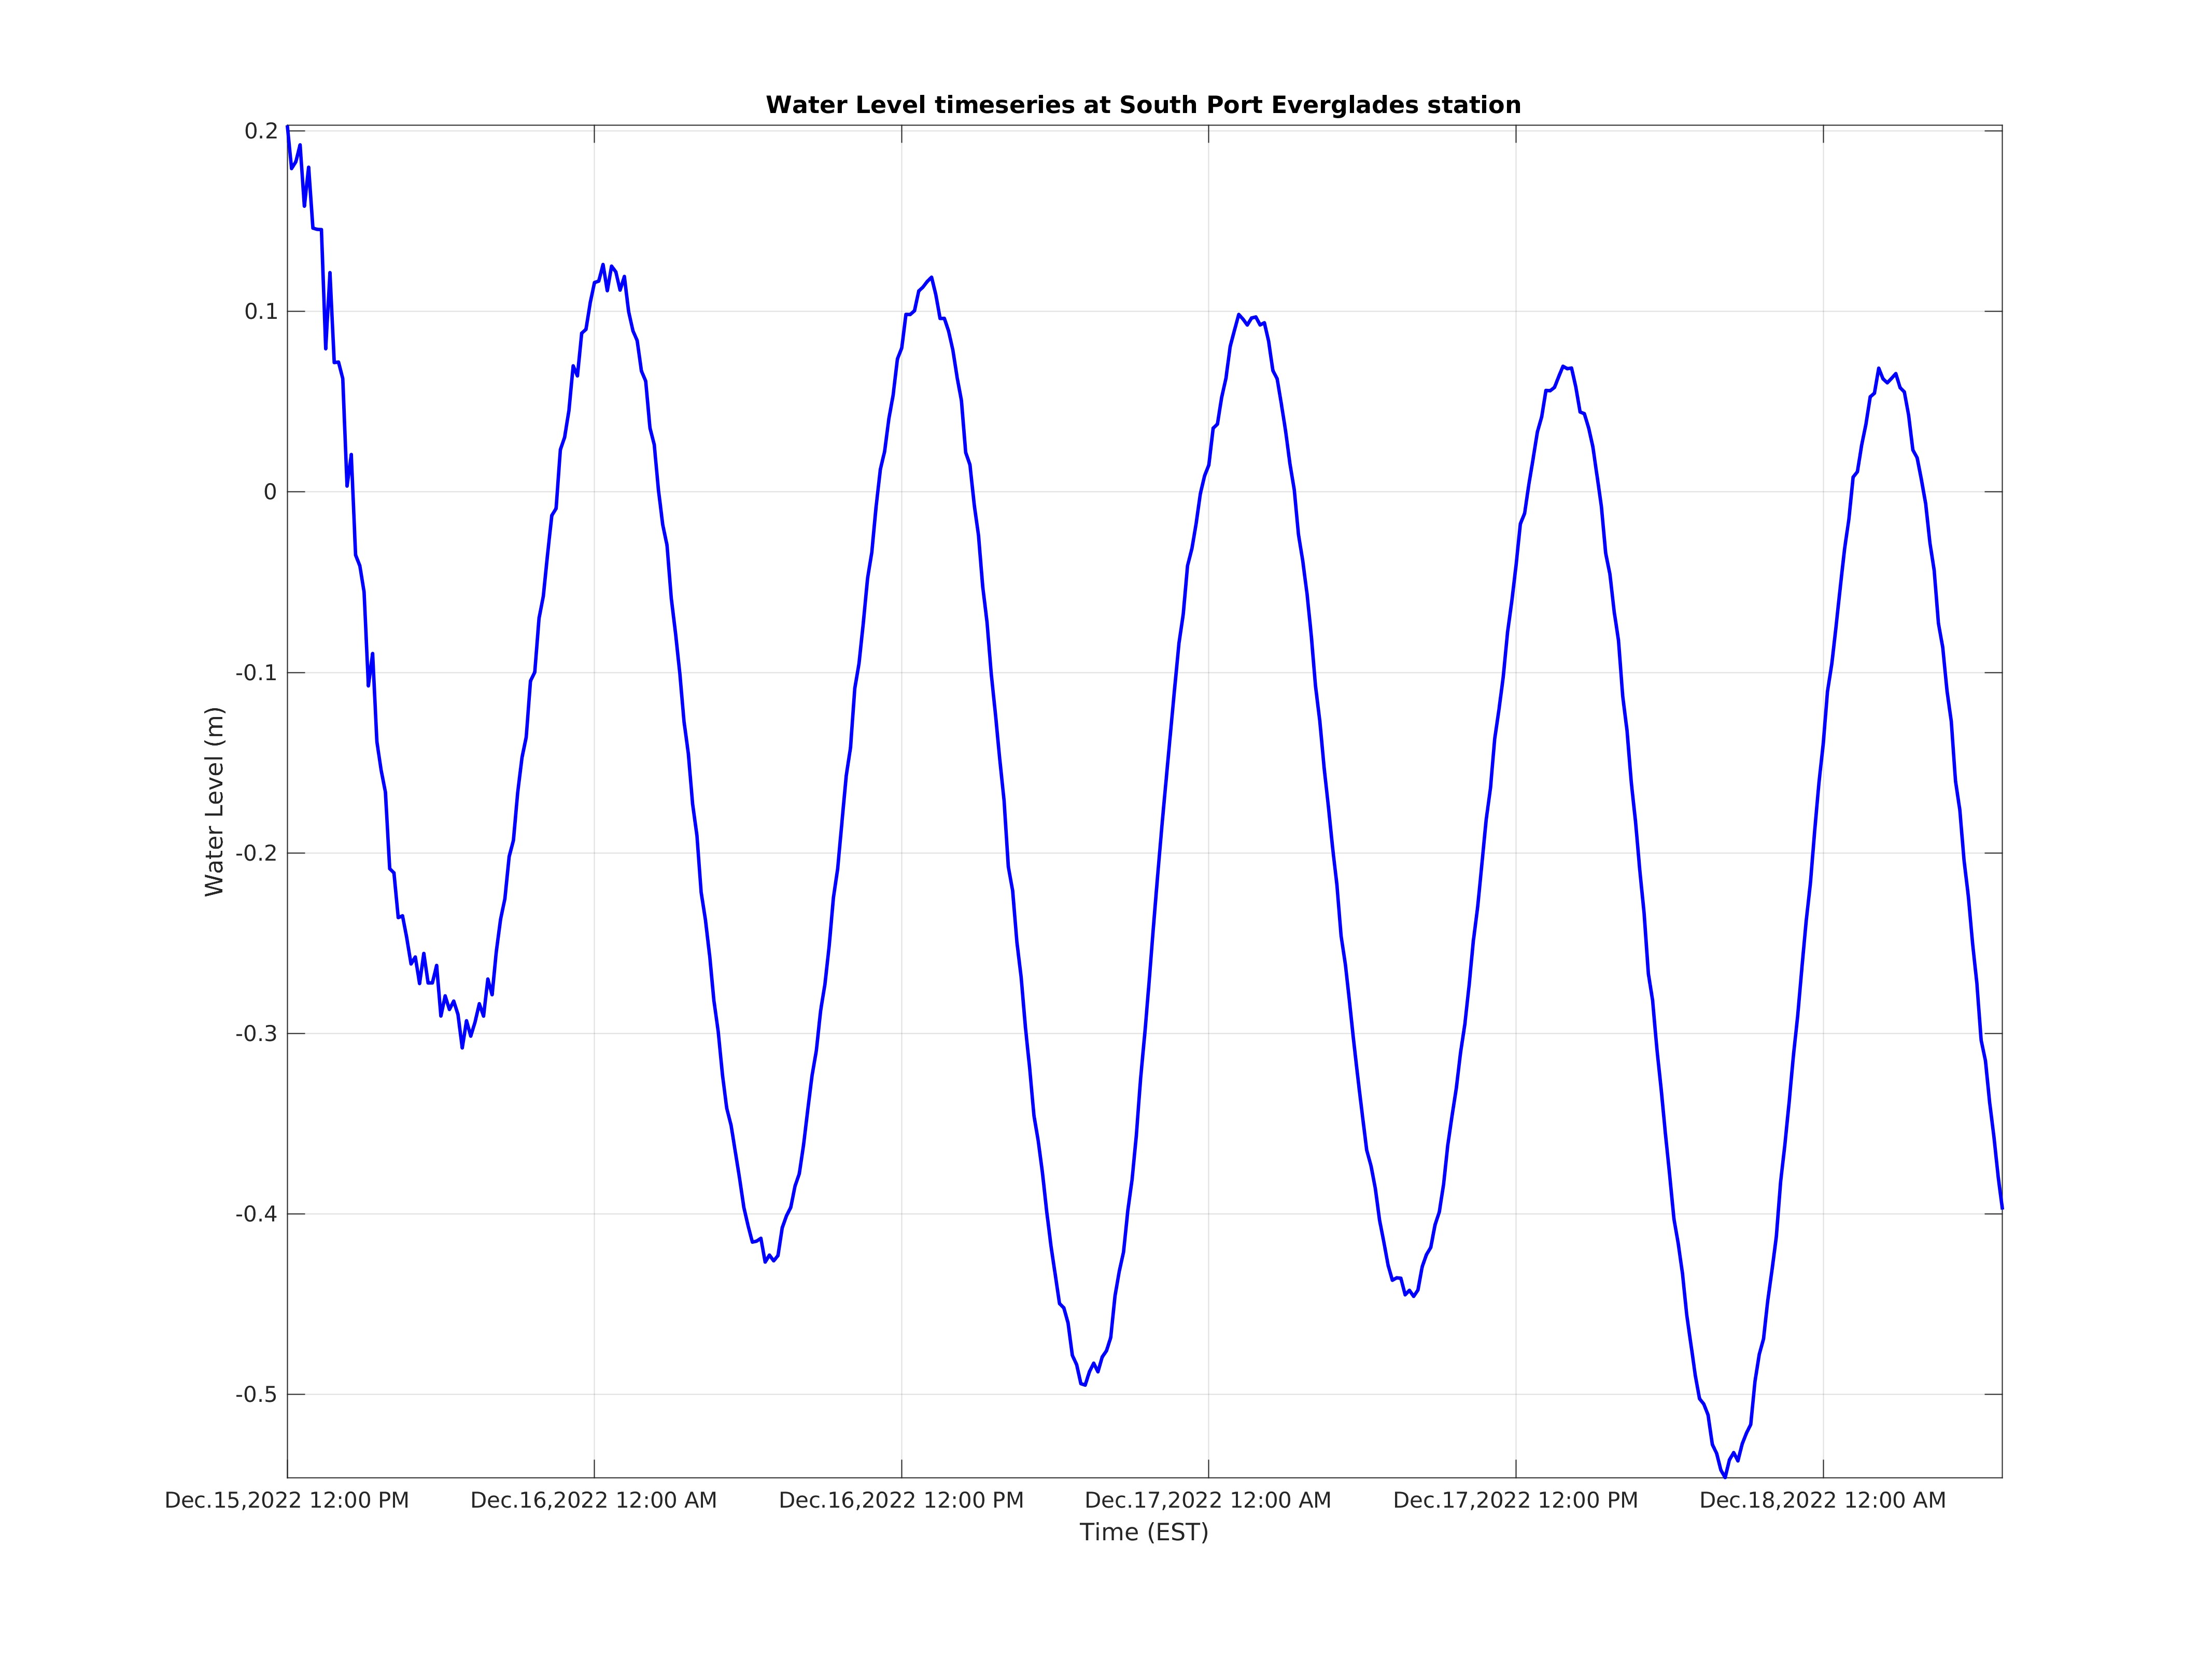 Water Level timeseries at South Port Everglades station
0.2
0.1
0
-0.1
-0.2
-0.3
-0.4
-0.5
Water Level (m)
Dec.15,2022 12:00 PM Dec.16,2022 12:00 AM Dec.16,2022 12:00 PM Dec.17,2022 12:00 AM Dec.17,2022 12:00 PM Dec.18,2022 12:00 AM
Time (EST)